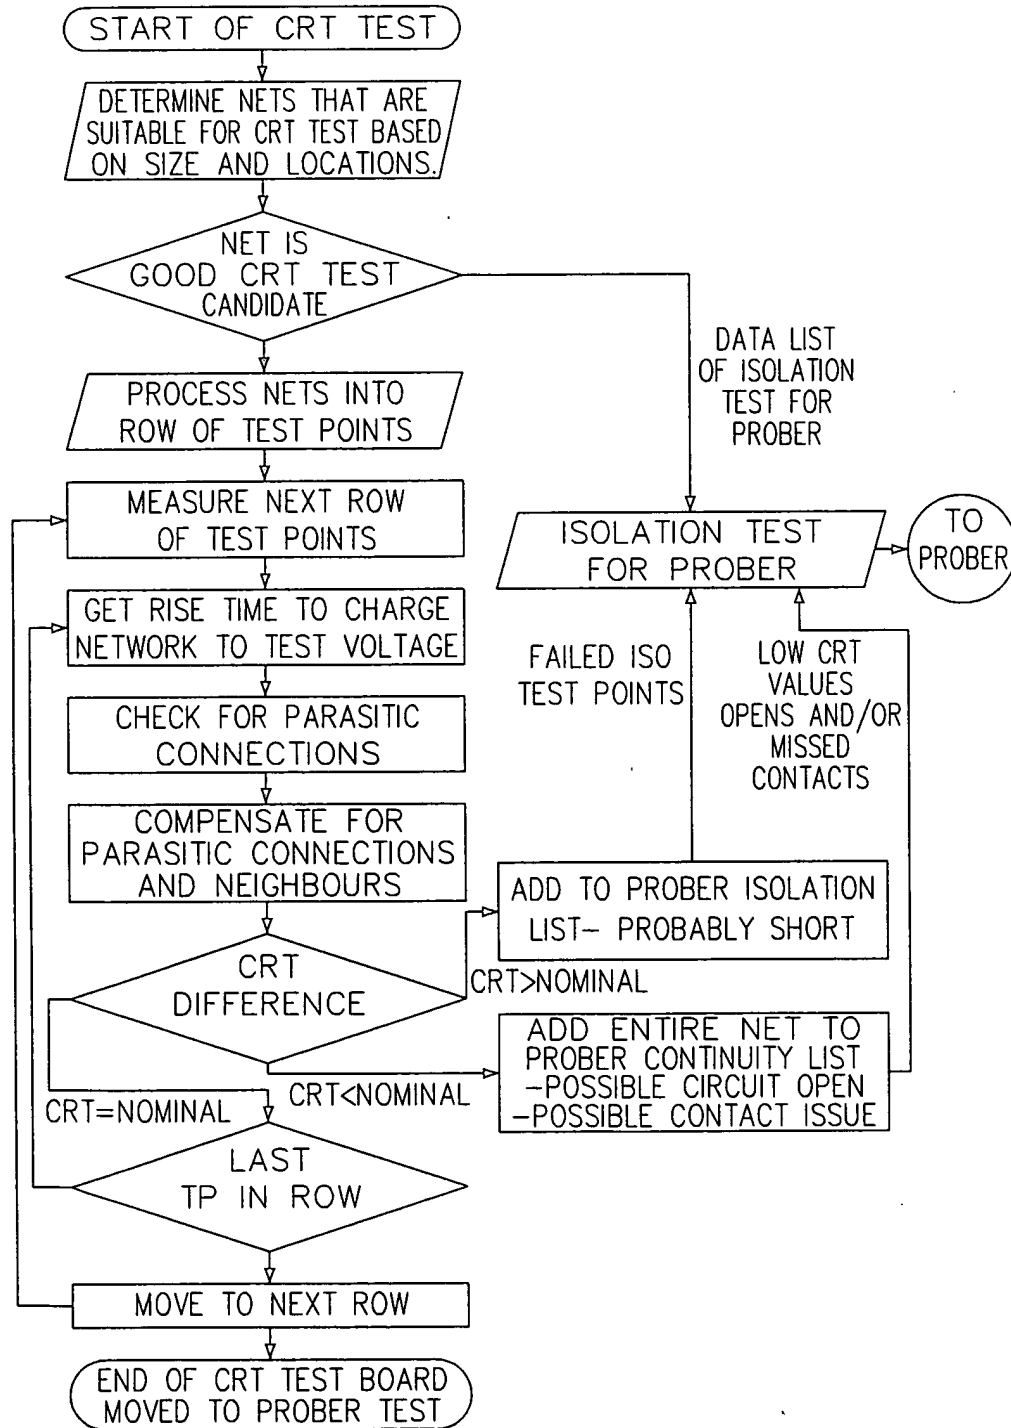 START OF CRT TEST
DETERMINE NETS THAT ARE
SUITABLE FOR CRT TEST BASED
ON SIZE AND LOCATIONS.
NET IS
GOOD CRT TEST
CANDIDATE
DATA LIST
OF ISOLATION
TEST FOR
PROBER
PROCESS NETS INTO
ROW OF TEST POINTS
MEASURE NEXT ROW
OF TEST POINTS
ISOLATION TEST
FOR PROBER
TO
PROBER
GET RISE TIME TO CHARGE
NETWORK TO TEST VOLTAGE
FAILED ISO
TEST POINTS
LOW CRT
VALUES
OPENS AND/OR
MISSED
CONTACTS
CHECK FOR PARASITIC
CONNECTIONS
COMPENSATE FOR
PARASITIC CONNECTIONS
AND NEIGHBOURS
ADD TO PROBER ISOLATION
LIST- PROBABLY SHORT
CRT
DIFFERENCE
CRT>NOMINAL
ADD ENTIRE NET TO
PROBER CONTINUITY LIST
-POSSIBLE CIRCUIT OPEN
-POSSIBLE CONTACT ISSUE
CRT<NOMINAL
CRT=NOMINAL
LAST
TP IN ROW
MOVE TO NEXT ROW
END OF CRT TEST BOARD
MOVED TO PROBER TEST